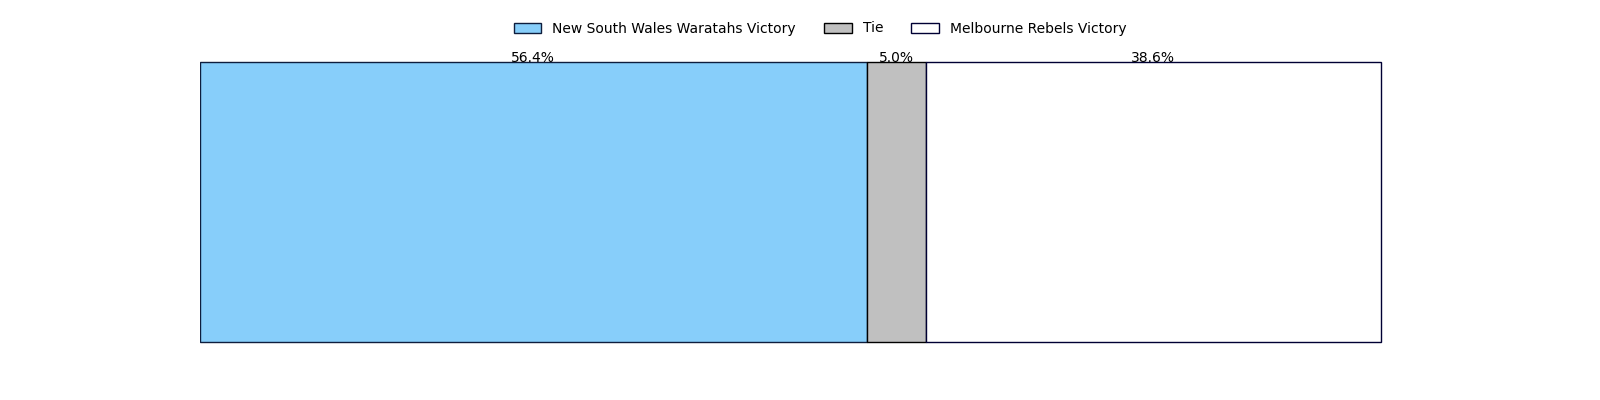 New South Wales Waratahs Victory Tie Melbourne Rebels Victory
56.4% 5.0% 38.6%